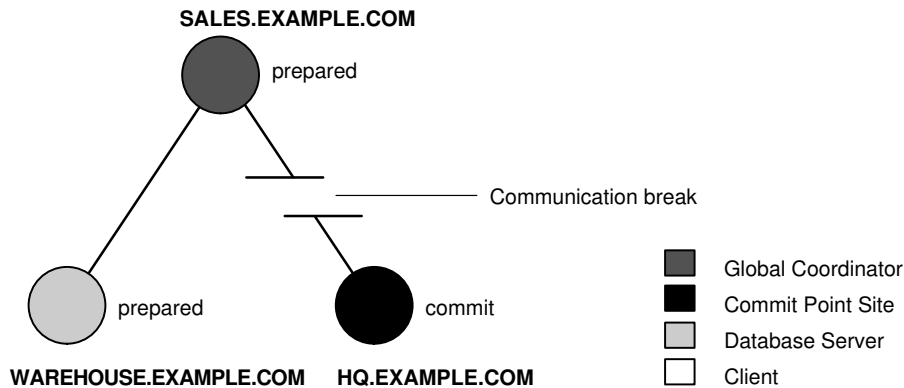 SALES.EXAMPLE.COM
prepared
Communication break
prepared
commit
WAREHOUSE.EXAMPLE.COM
HQ.EXAMPLE.COM
Global Coordinator
Commit Point Site
Database Server
Client